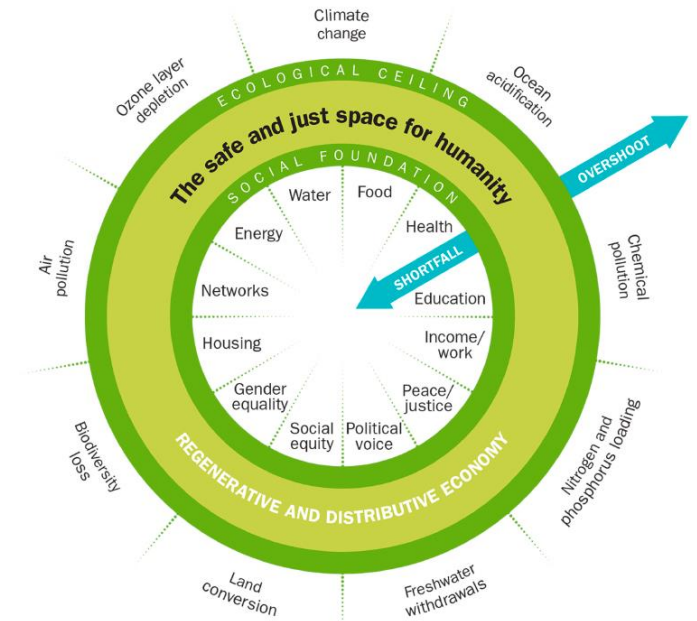 Climate
change
Ocean
acidification
Chemical
pollution
Nitrogen and
phosphorus loading
Freshwater
withdrawals
Land
conversion
Biodiversity
loss
Air
pollution
Ozone layer
depletion
ECOLOGICAL CEILING
The safe and just space for humanity
SOCIAL FOUNDATION
OVERSHOOT
SHORTFALL
Water
Food
Health
Education
Income/
work
Peace/
justice
Political
voice
Social
equity
Gender
equality
Housing
Networks
Energy
REGENERATIVE AND DISTRIBUTIVE ECONOMY